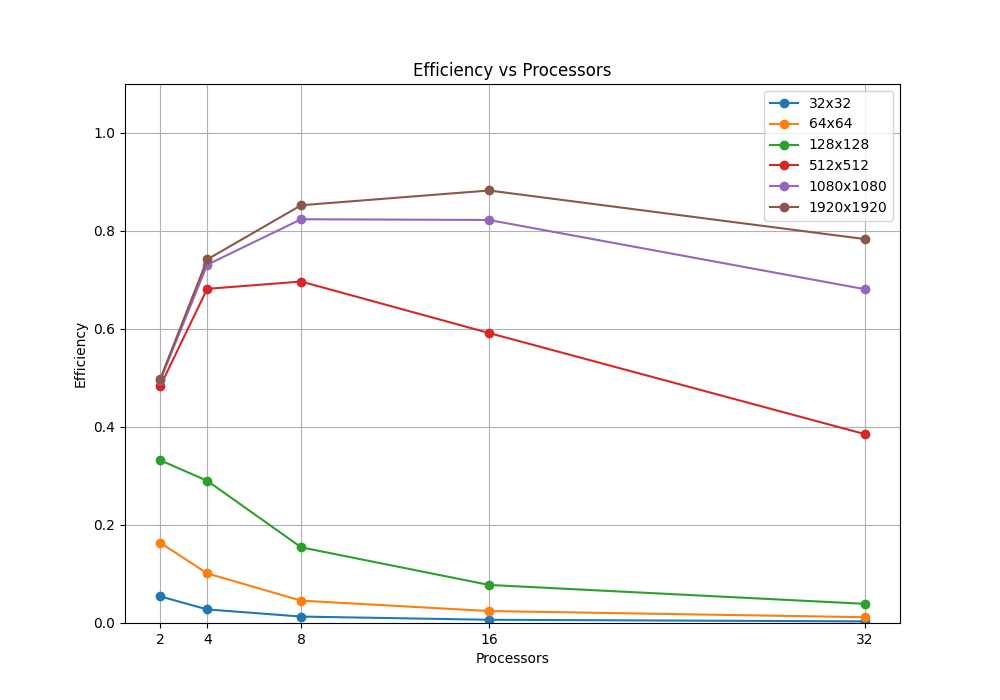 Efficiency vs Processors
32x32
64x64
128x128
512x512
1080x1080
1920x1920
1.0
0.8
0.6
0.4
0.2
0.0
Efficiency
2 4 8 16 32
Processors